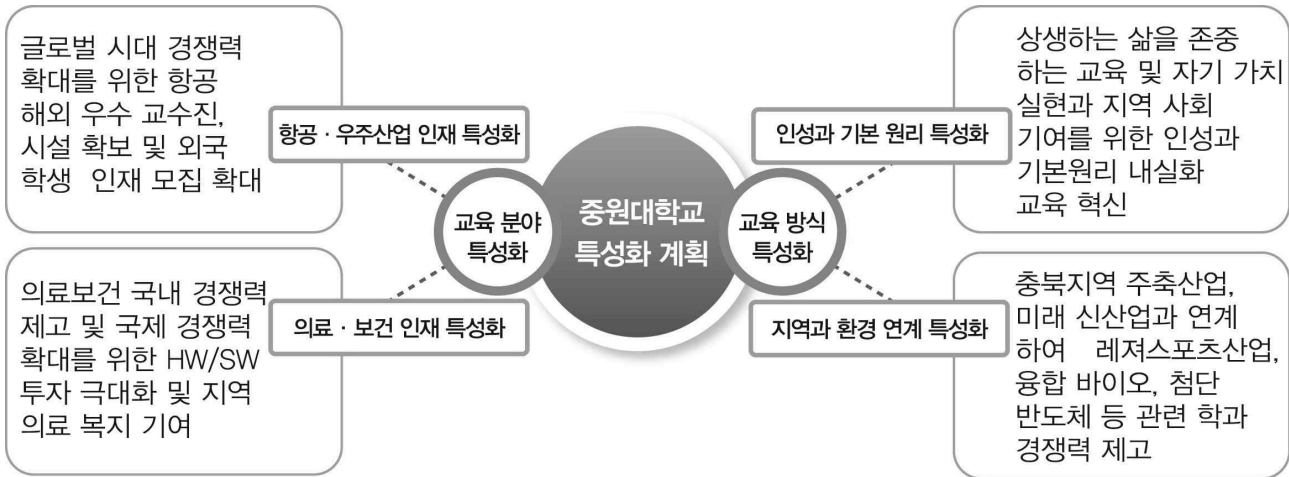 글로벌 시대 경쟁력
확대를 위한 항공
해외 우수 교수진,
시설 확보 및 외국
학생 인재 모집 확대
항공·우주산업 인재 특성화
의료보건 국내 경쟁력
제고 및 국제 경쟁력
확대를 위한 HW/SW
투자 극대화 및 지역
의료 복지 기여
의료·보건 인재 특성화
교육 분야
특성화
중원대학교
특성화 계획
교육 방식
특성화
인성과 기본 원리 특성화
상생하는 삶을 존중
하는 교육 및 자기 가치
실현과 지역 사회
기여를 위한 인성과
기본원리 내실화
교육 혁신
지역과 환경 연계 특성화
충북지역 주축산업,
미래 신산업과 연계
하여 레져스포츠산업,
융합 바이오, 첨단
반도체 등 관련 학과
경쟁력 제고